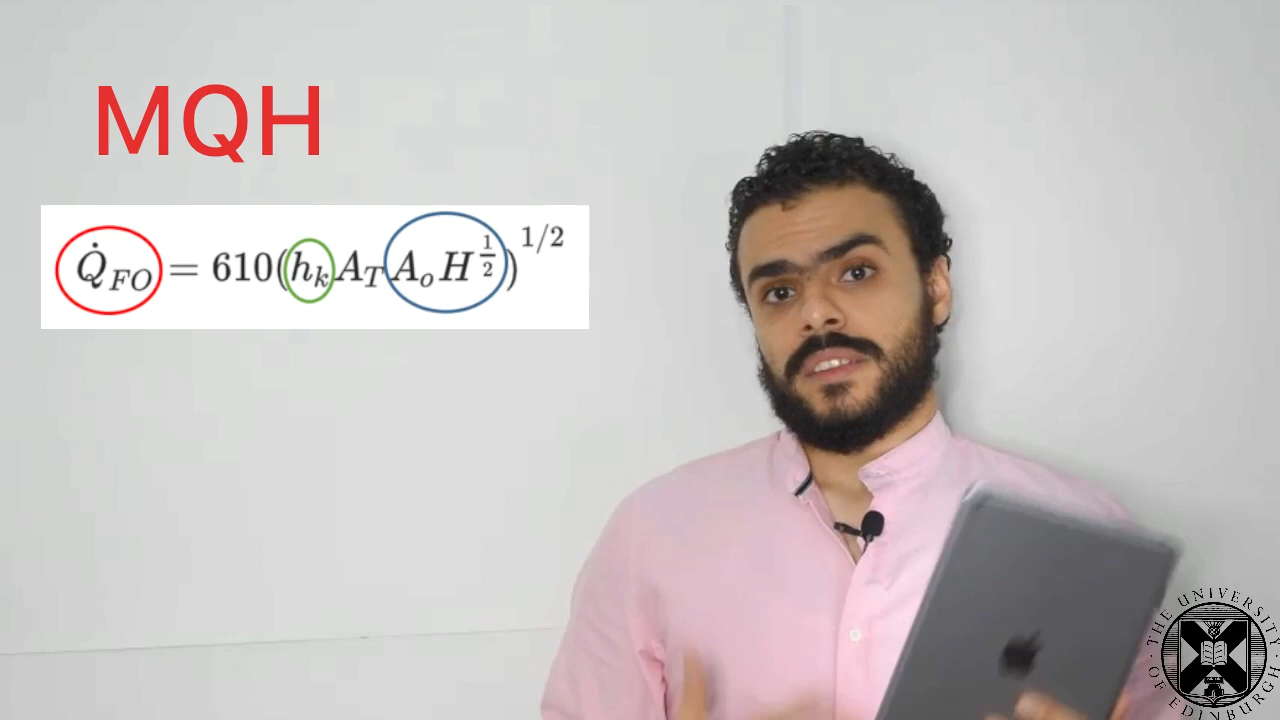 MQH
Q̇_FO = 610(h_k A_T A_o H^{1/2})^{1/2}
THE UNIVERSITY OF EDINBURGH